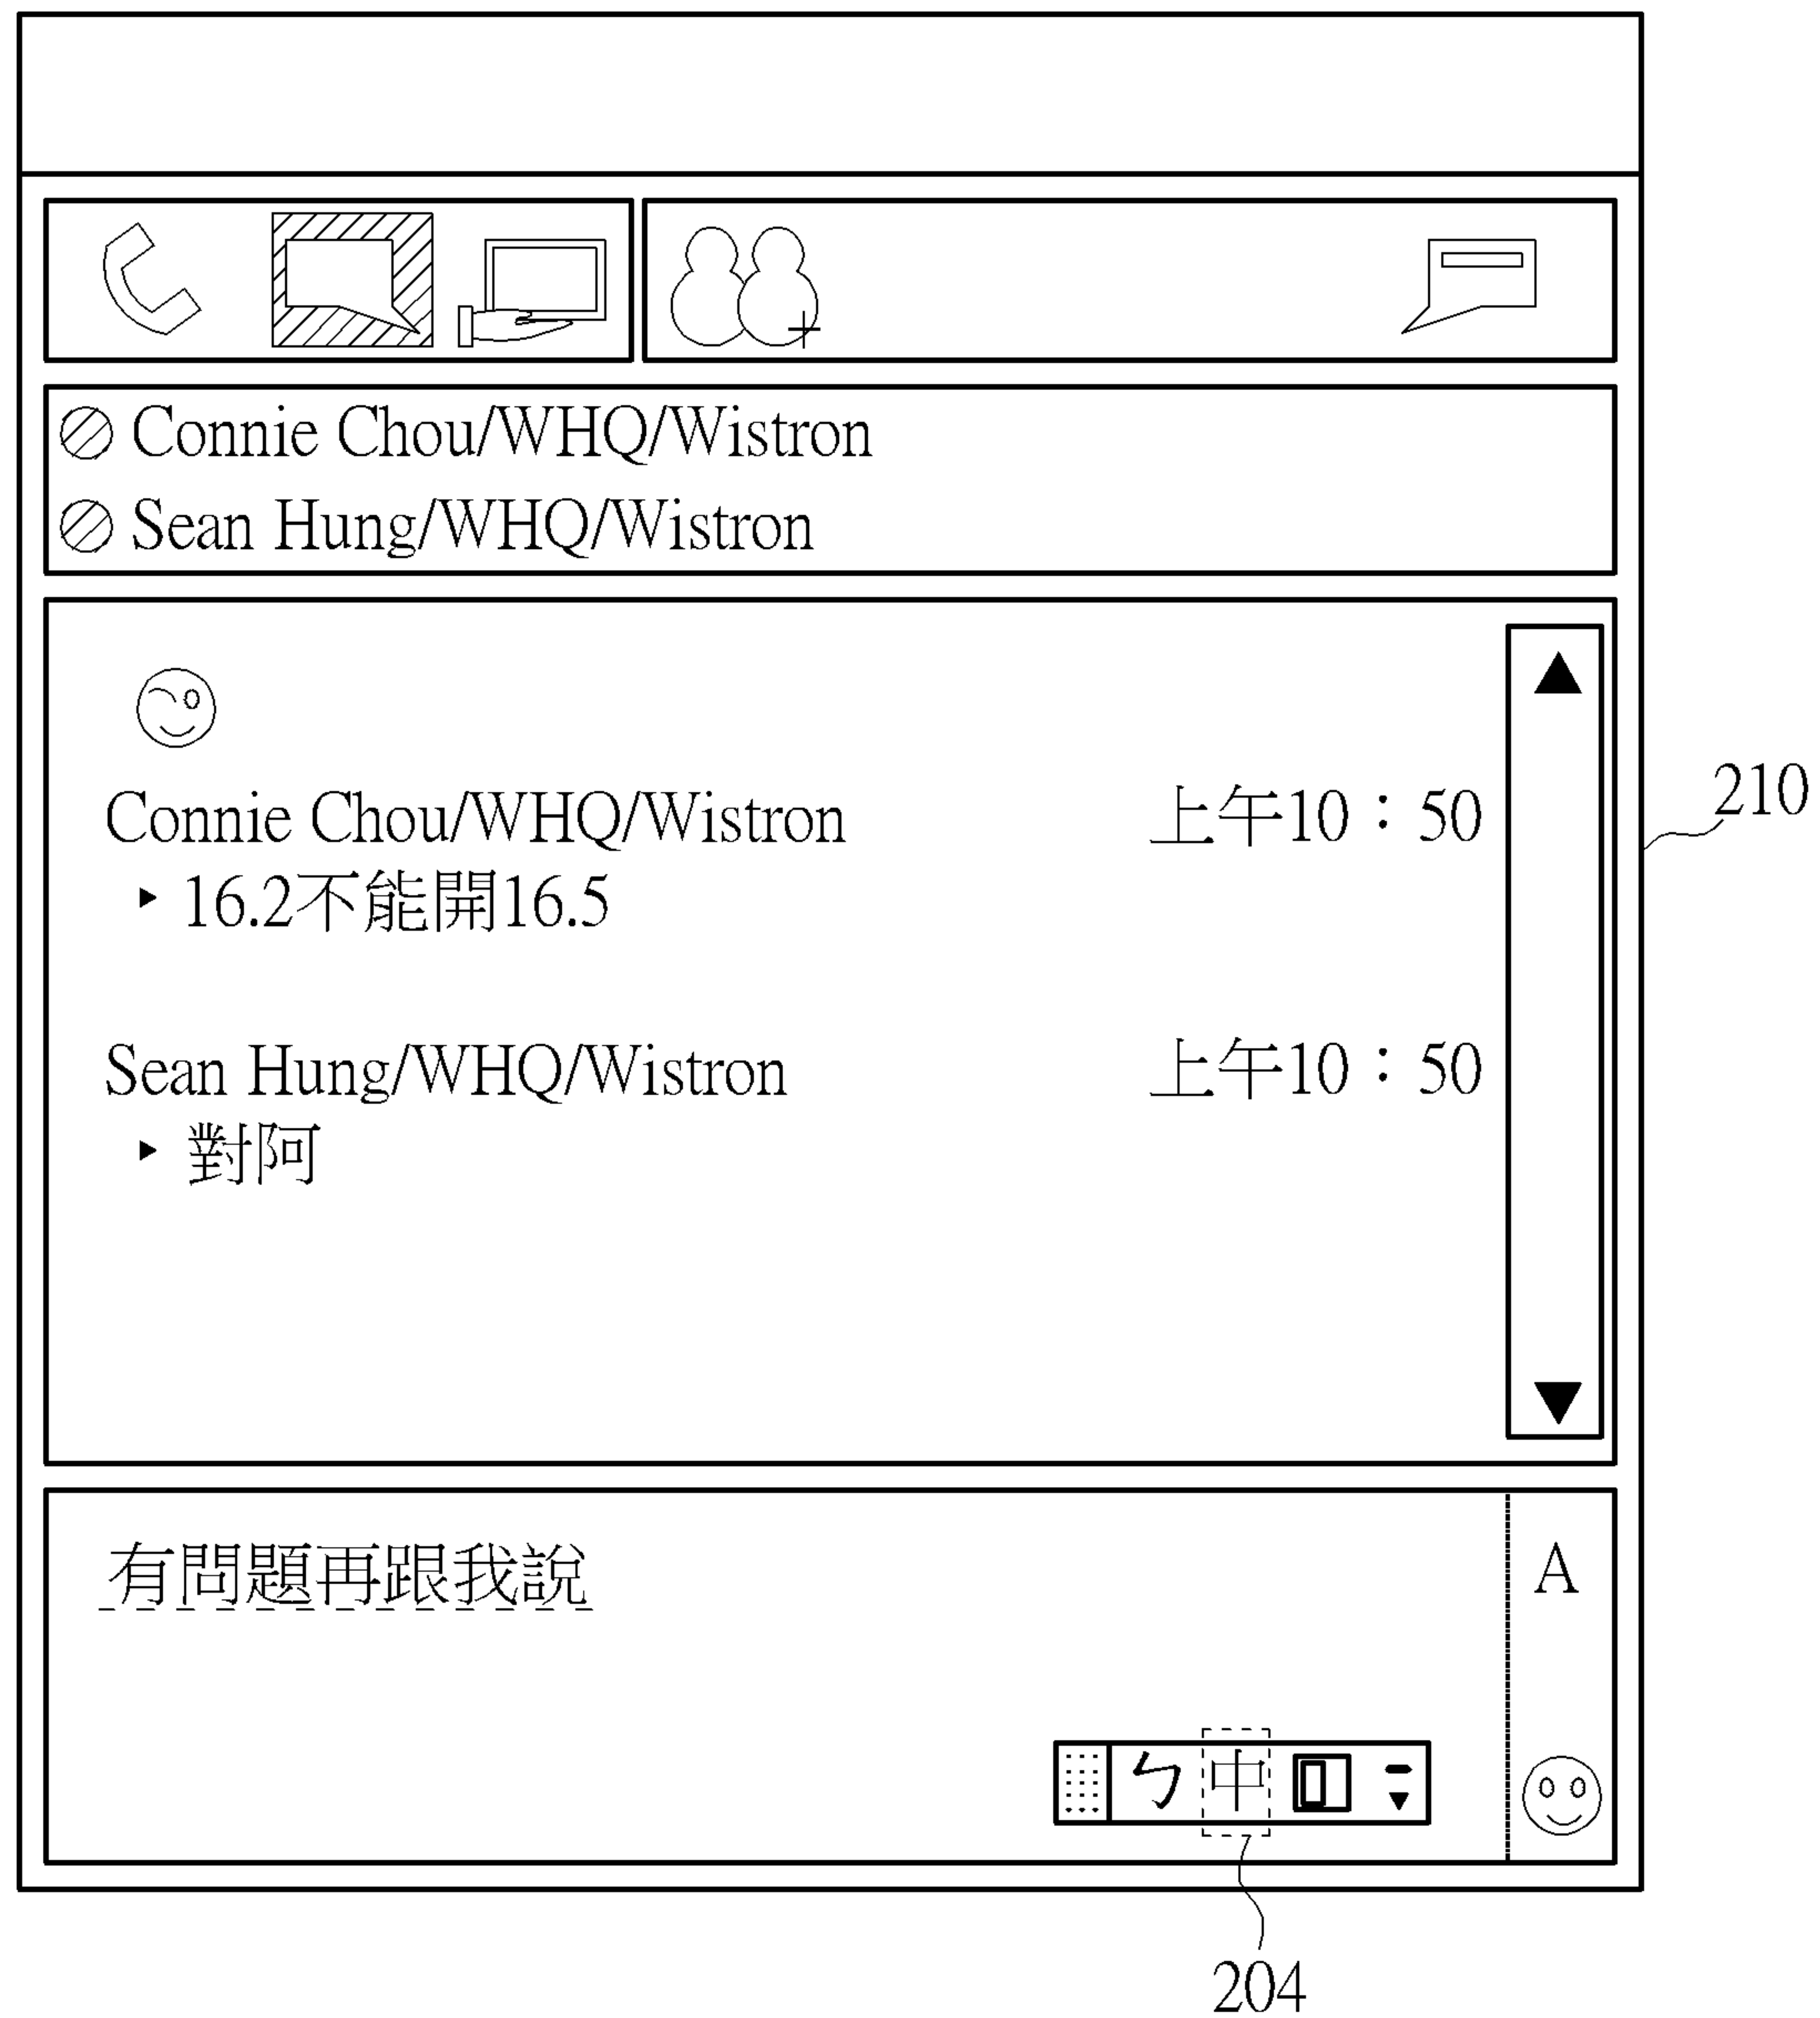 Connie Chou/WHQ/Wistron
Sean Hung/WHQ/Wistron
Connie Chou/WHQ/Wistron 上午10：50
16.2不能開16.5
210
Sean Hung/WHQ/Wistron 上午10：50
對阿
有問題再跟我說
A
ㄅ中
204